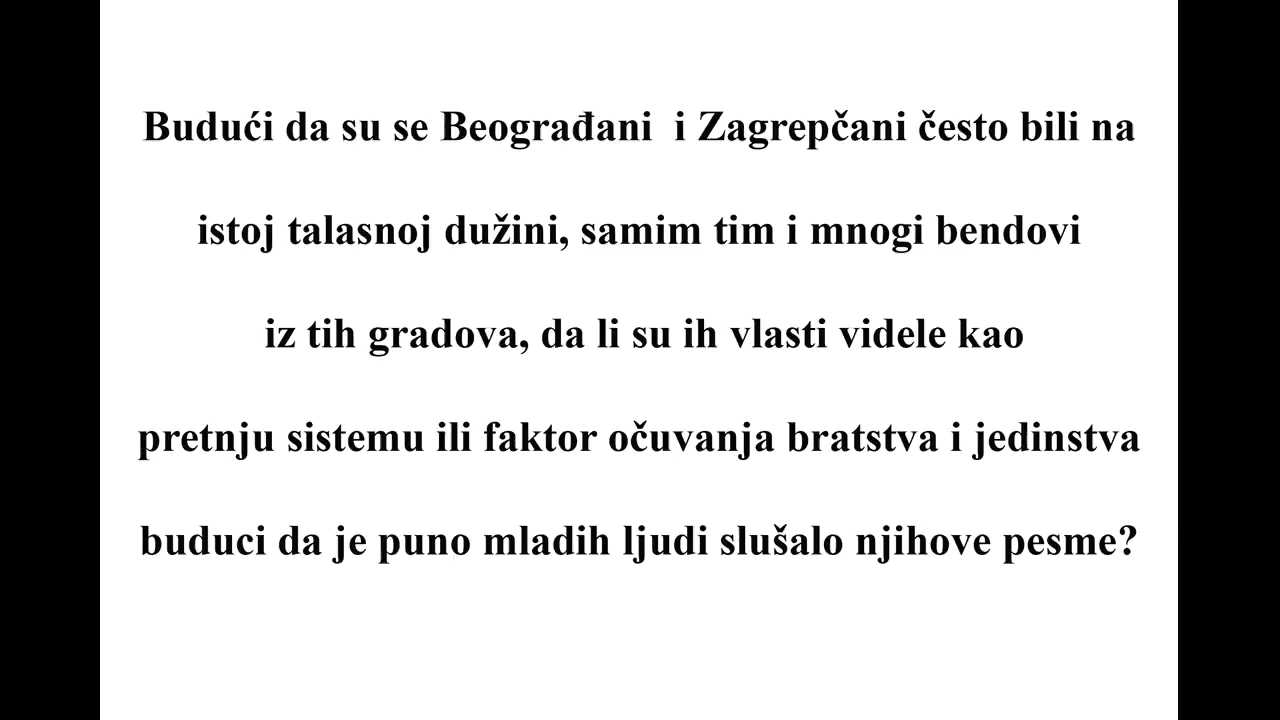 Budući da su se Beograđani  i Zagrepčani često bili na
istoj talasnoj dužini, samim tim i mnogi bendovi
iz tih gradova, da li su ih vlasti videle kao
pretnju sistemu ili faktor očuvanja bratstva i jedinstva
buduci da je puno mladih ljudi slušalo njihove pesme?